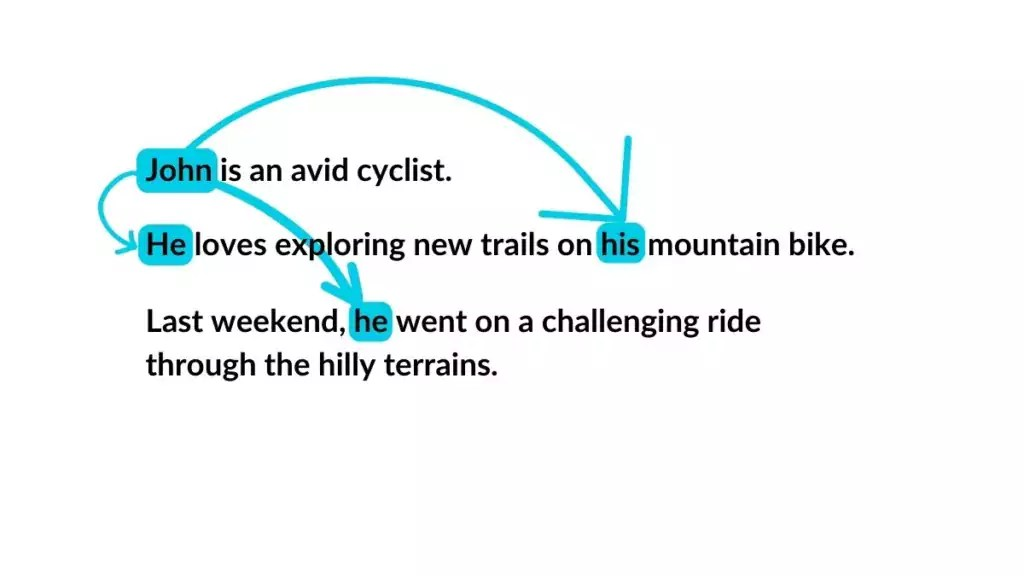 John is an avid cyclist.
He loves exploring new trails on his mountain bike.
Last weekend, he went on a challenging ride
through the hilly terrains.